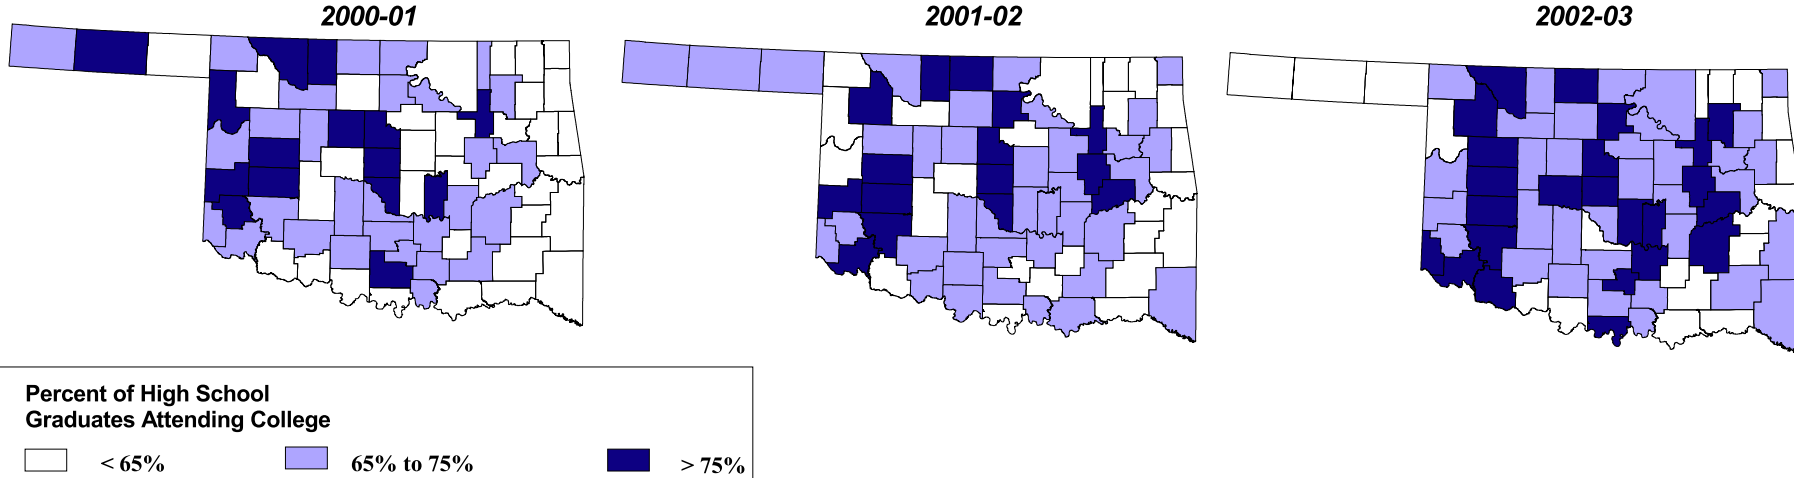 2000-01
2001-02
2002-03
Percent of High School
Graduates Attending College
< 65%
65% to 75%
> 75%